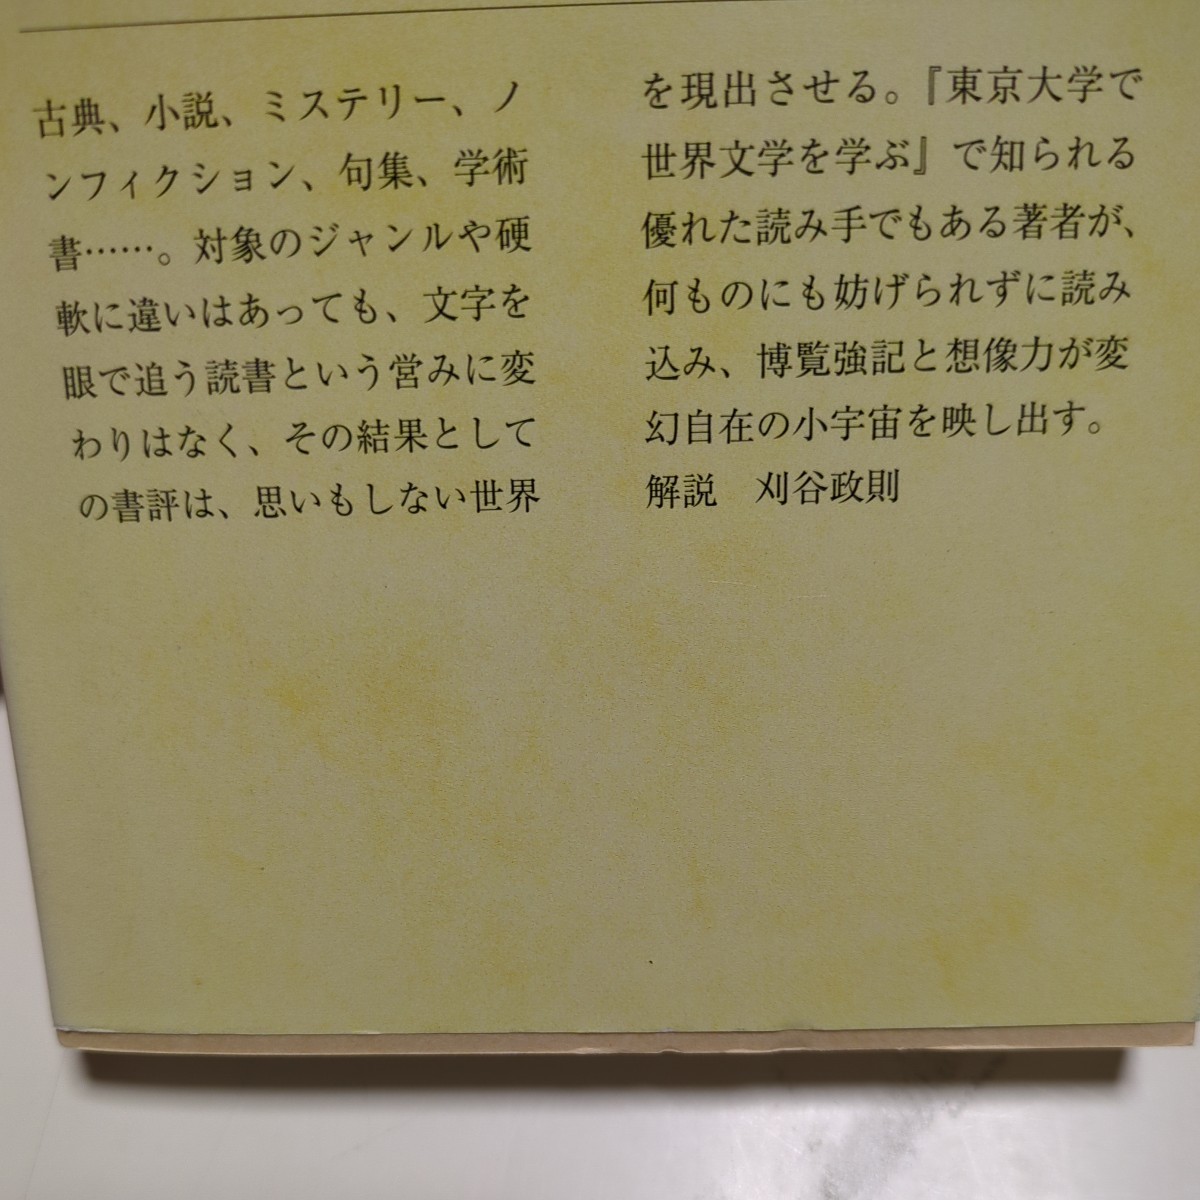 古典、小説、ミステリー、ノ
ンフィクション、句集、学術
書……。対象のジャンルや硬
軟に違いはあっても、文字を
眼で追う読書という営みに変
わりはなく、その結果として
の書評は、思いもしない世界
を現出させる。『東京大学で
世界文学を学ぶ』で知られる
優れた読み手でもある著者が、
何ものにも妨げられずに読み
込み、博覧強記と想像力が変
幻自在の小宇宙を映し出す。
解説　刈谷政則